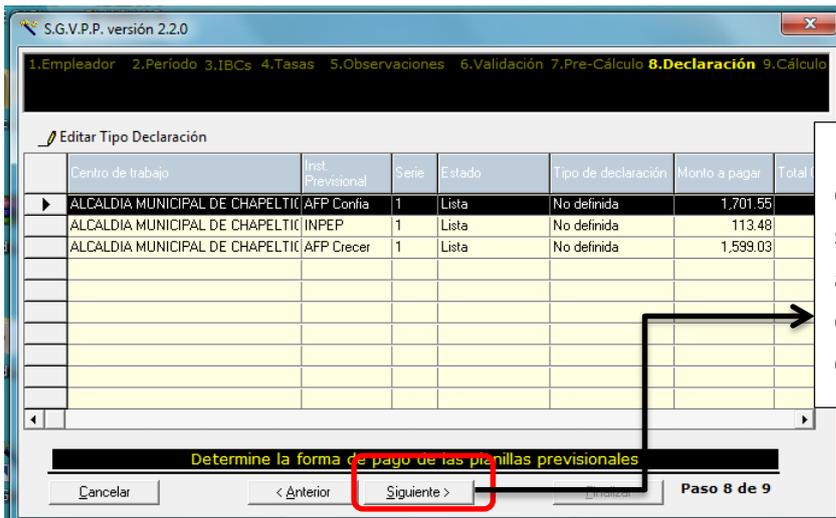 S.G.V.P.P. versión 2.2.0
1.Empleador 2.Período 3.IBCs 4.Tasas 5.Observaciones 6.Validación 7.Pre-Cálculo 8.Declaración 9.Cálculo
Editar Tipo Declaración
Centro de trabajo Inst. Previsional Serie Estado Tipo de declaración Monto a pagar Total
ALCALDIA MUNICIPAL DE CHAPELTIC AFP Confia 1 Lista No definida 1,701.55
ALCALDIA MUNICIPAL DE CHAPELTIC INPEP 1 Lista No definida 113.48
ALCALDIA MUNICIPAL DE CHAPELTIC AFP Crecer 1 Lista No definida 1,599.03
Determine la forma de pago de las planillas previsionales
Cancelar < Anterior Siguiente > Finalizar Paso 8 de 9